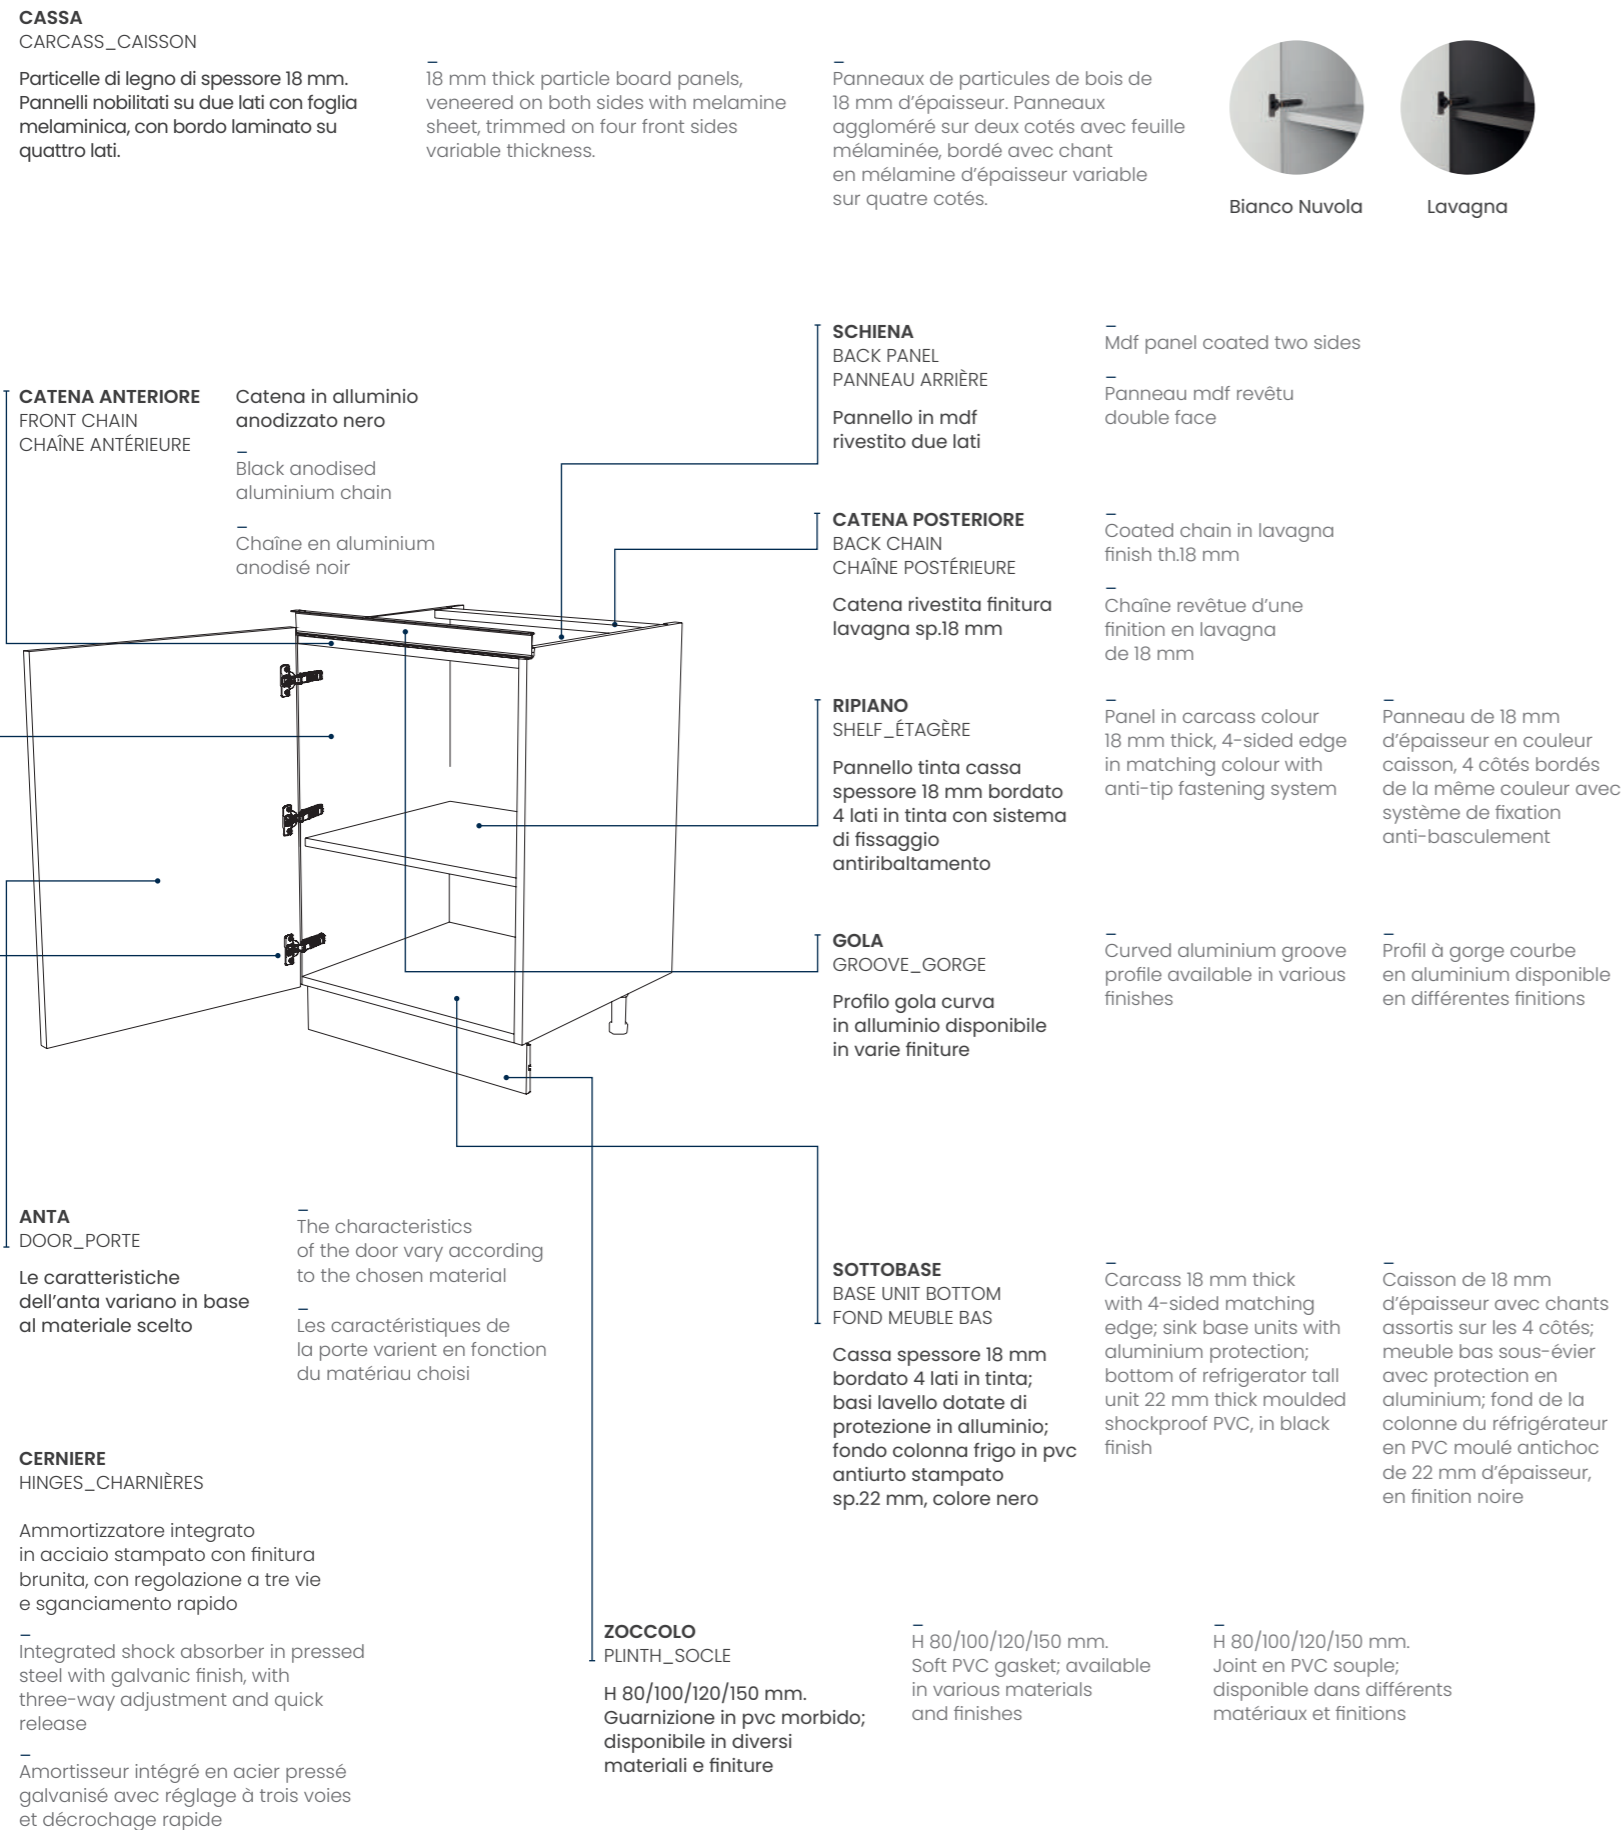 CASSA
CARCASS_CAISSON
Particelle di legno di spessore 18 mm.
Pannelli nobilitati su due lati con foglia
melaminica, con bordo laminato su
quattro lati.
–
18 mm thick particle board panels,
veneered on both sides with melamine
sheet, trimmed on four front sides
variable thickness.
–
Panneaux de particules de bois de
18 mm d’épaisseur. Panneaux
aggloméré sur deux cotés avec feuille
mélaminée, bordé avec chant
en mélamine d’épaisseur variable
sur quatre cotés.
Bianco Nuvola
Lavagna
CATENA ANTERIORE
FRONT CHAIN
CHAÎNE ANTÉRIEURE
Catena in alluminio
anodizzato nero
–
Black anodised
aluminium chain
–
Chaîne en aluminium
anodisé noir
SCHIENA
BACK PANEL
PANNEAU ARRIÈRE
Pannello in mdf
rivestito due lati
–
Mdf panel coated two sides
–
Panneau mdf revêtu
double face
CATENA POSTERIORE
BACK CHAIN
CHAÎNE POSTÉRIEURE
Catena rivestita finitura
lavagna sp.18 mm
–
Coated chain in lavagna
finish th.18 mm
–
Chaîne revêtue d’une
finition en lavagna
de 18 mm
RIPIANO
SHELF_ÉTAGÈRE
Pannello tinta cassa
spessore 18 mm bordato
4 lati in tinta con sistema
di fissaggio
antiribaltamento
–
Panel in carcass colour
18 mm thick, 4-sided edge
in matching colour with
anti-tip fastening system
–
Panneau de 18 mm
d’épaisseur en couleur
caisson, 4 côtés bordés
de la même couleur avec
système de fixation
anti-basculement
GOLA
GROOVE_GORGE
Profilo gola curva
in alluminio disponibile
in varie finiture
–
Curved aluminium groove
profile available in various
finishes
–
Profil à gorge courbe
en aluminium disponible
en différentes finitions
ANTA
DOOR_PORTE
Le caratteristiche
dell’anta variano in base
al materiale scelto
–
The characteristics
of the door vary according
to the chosen material
–
Les caractéristiques de
la porte varient en fonction
du matériau choisi
SOTTOBASE
BASE UNIT BOTTOM
FOND MEUBLE BAS
Cassa spessore 18 mm
bordato 4 lati in tinta;
basi lavello dotate di
protezione in alluminio;
fondo colonna frigo in pvc
antiurto stampato
sp.22 mm, colore nero
–
Carcass 18 mm thick
with 4-sided matching
edge; sink base units with
aluminium protection;
bottom of refrigerator tall
unit 22 mm thick moulded
shockproof PVC, in black
finish
–
Caisson de 18 mm
d’épaisseur avec chants
assortis sur les 4 côtés;
meuble bas sous-évier
avec protection en
aluminium; fond de la
colonne du réfrigérateur
en PVC moulé antichoc
de 22 mm d’épaisseur,
en finition noire
CERNIERE
HINGES_CHARNIÈRES
Ammortizzatore integrato
in acciaio stampato con finitura
brunita, con regolazione a tre vie
e sganciamento rapido
–
Integrated shock absorber in pressed
steel with galvanic finish, with
three-way adjustment and quick
release
–
Amortisseur intégré en acier pressé
galvanisé avec réglage à trois voies
et décrochage rapide
ZOCCOLO
PLINTH_SOCLE
H 80/100/120/150 mm.
Guarnizione in pvc morbido;
disponibile in diversi
materiali e finiture
–
H 80/100/120/150 mm.
Soft PVC gasket; available
in various materials
and finishes
–
H 80/100/120/150 mm.
Joint en PVC souple;
disponible dans différents
matériaux et finitions